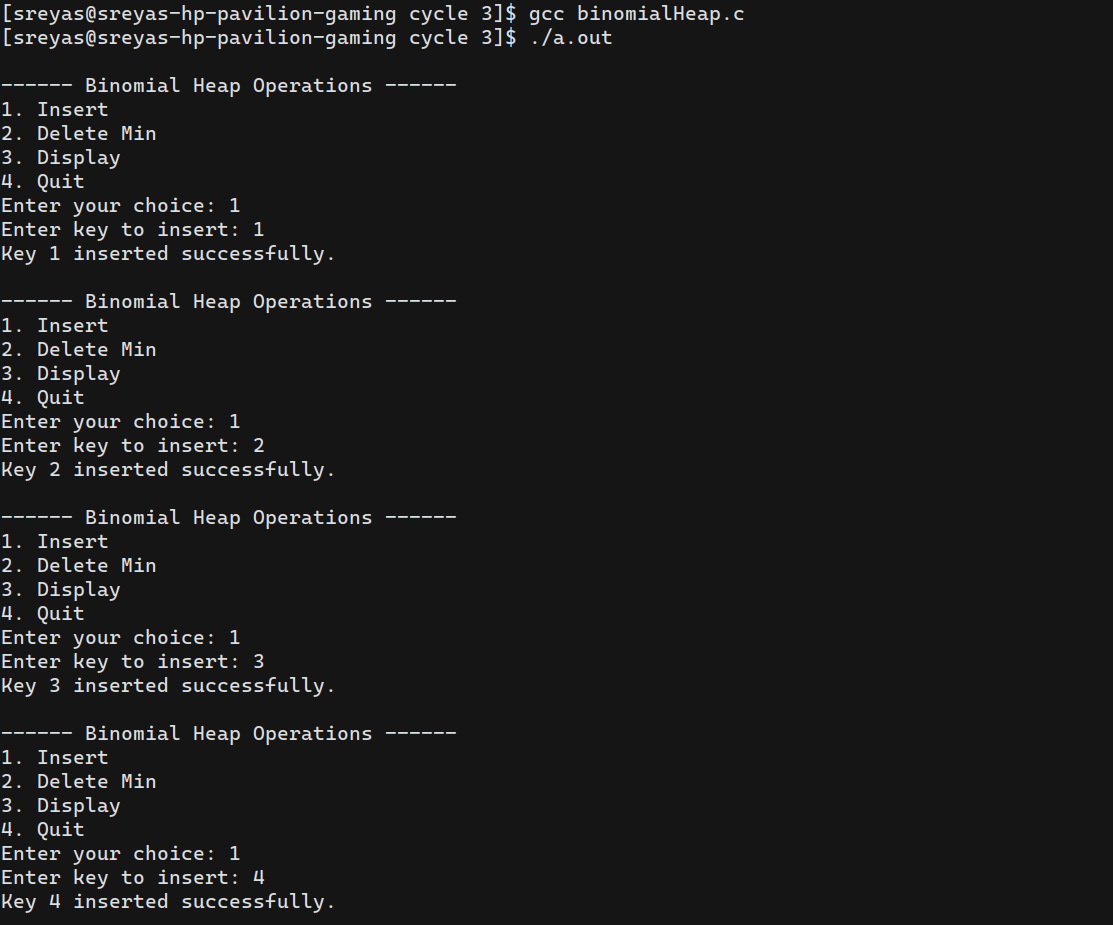 [sreyas@sreyas-hp-pavilion-gaming cycle 3]$ gcc binomialHeap.c
[sreyas@sreyas-hp-pavilion-gaming cycle 3]$ ./a.out

------ Binomial Heap Operations ------
1. Insert
2. Delete Min
3. Display
4. Quit
Enter your choice: 1
Enter key to insert: 1
Key 1 inserted successfully.

------ Binomial Heap Operations ------
1. Insert
2. Delete Min
3. Display
4. Quit
Enter your choice: 1
Enter key to insert: 2
Key 2 inserted successfully.

------ Binomial Heap Operations ------
1. Insert
2. Delete Min
3. Display
4. Quit
Enter your choice: 1
Enter key to insert: 3
Key 3 inserted successfully.

------ Binomial Heap Operations ------
1. Insert
2. Delete Min
3. Display
4. Quit
Enter your choice: 1
Enter key to insert: 4
Key 4 inserted successfully.